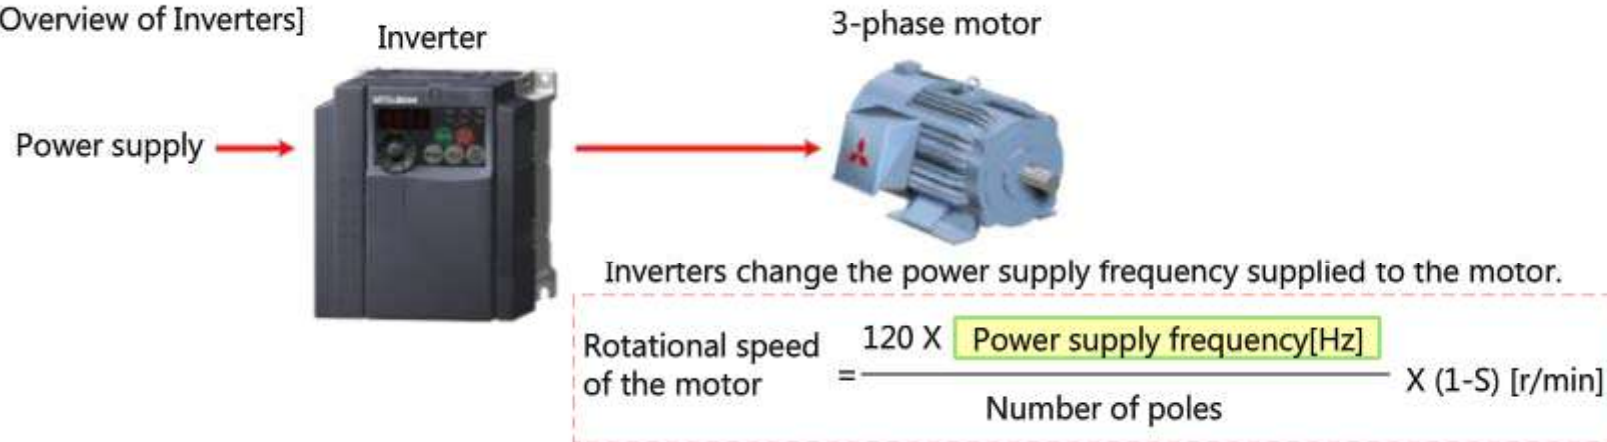 Overview of Inverters]
Inverter
3-phase motor
Power supply
Inverters change the power supply frequency supplied to the motor.
Rotational speed
of the motor
=
120 X Power supply frequency[Hz]
Number of poles
X (1-S) [r/min]